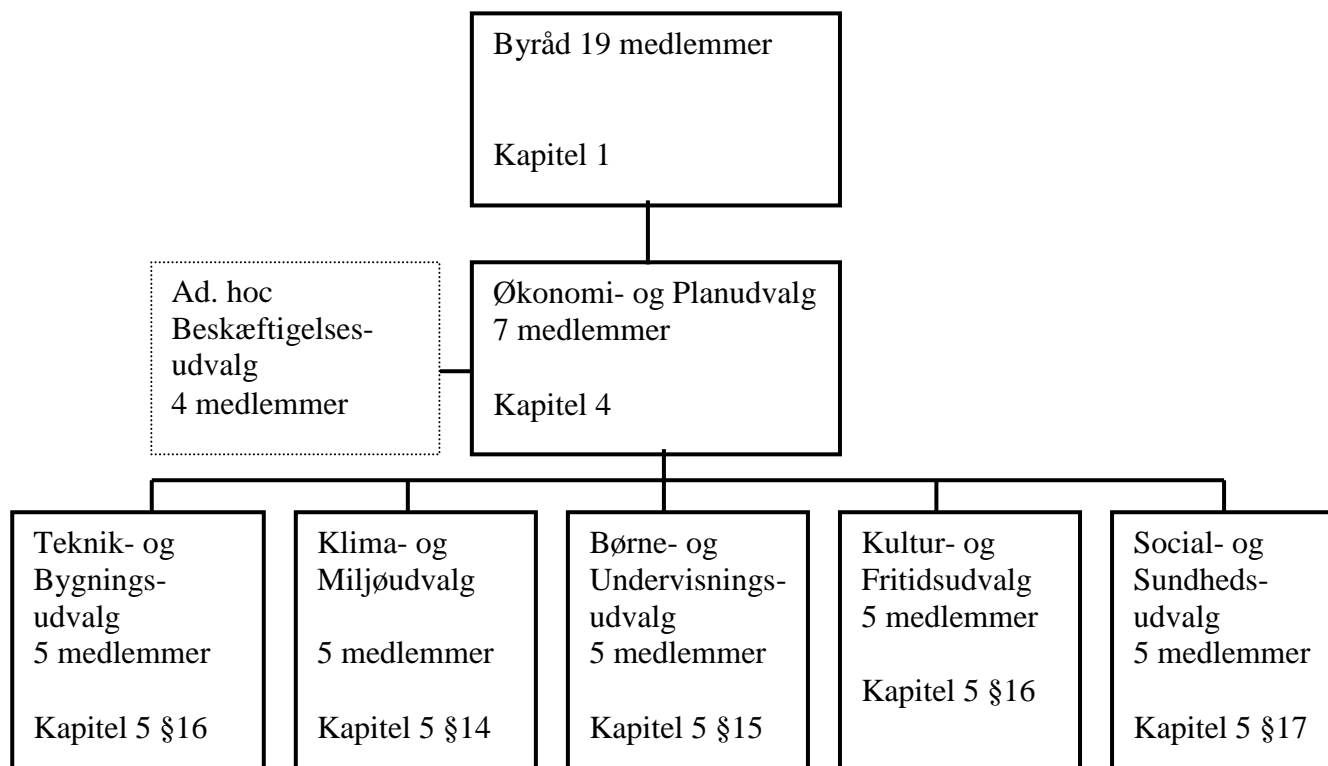 Byråd 19 medlemmer
Kapitel 1
Ad. hoc
Beskæftigelses-
udvalg
4 medlemmer
Økonomi- og Planudvalg
7 medlemmer
Kapitel 4
Teknik- og
Bygnings-
udvalg
5 medlemmer
Kapitel 5 §16
Klima- og
Miljøudvalg
5 medlemmer
Kapitel 5 §14
Børne- og
Undervisnings-
udvalg
5 medlemmer
Kapitel 5 §15
Kultur- og
Fritidsudvalg
5 medlemmer
Kapitel 5 §16
Social- og
Sundheds-
udvalg
5 medlemmer
Kapitel 5 §17